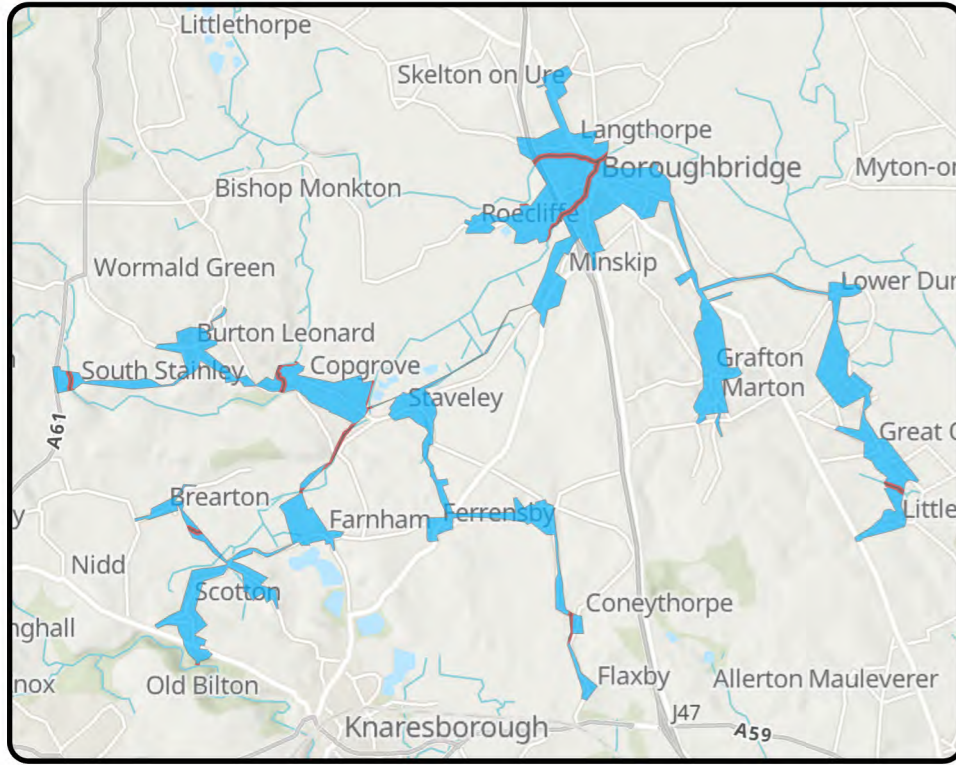 Littlethorpe
Skelton on Ure
Langthorpe
Boroughbridge
Myton-on
Bishop Monkton
Roecliffe
Minskip
Wormald Green
Lower Dun
Burton Leonard
South Stainley
Copgrove
Grafton
Marton
Staveley
A61
Great O
Brearton
Farnham
Ferrensby
Little
y
Nidd
Scotton
Coneythorpe
nghall
nox
Old Bilton
Flaxby
Allerton Mauleverer
J47
A59
Knaresborough